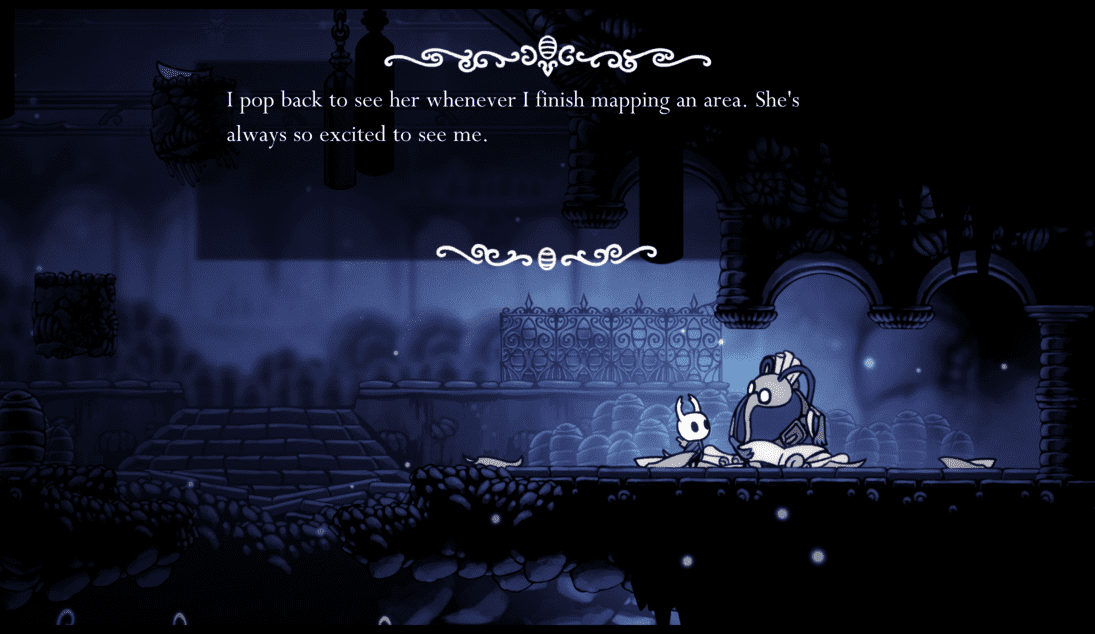 I pop back to see her whenever I finish mapping an area. She's
always so excited to see me.